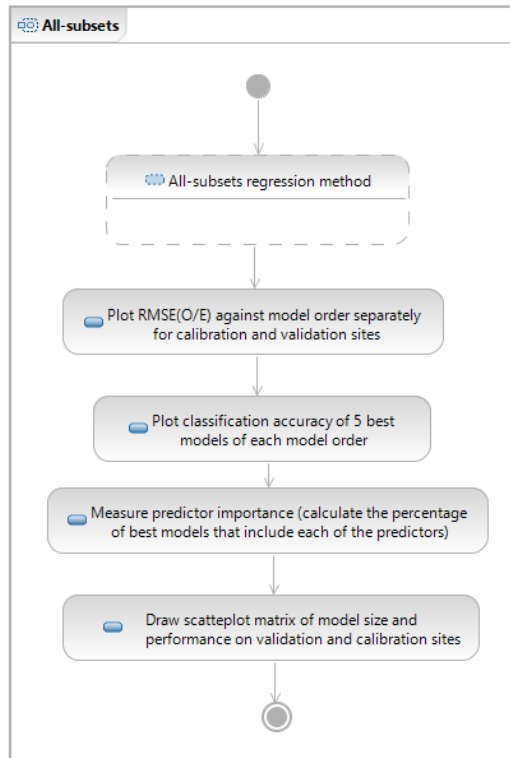 All-subsets
All-subsets regression method
Plot RMSE(O/E) against model order separately
for calibration and validation sites
Plot classification accuracy of 5 best
models of each model order
Measure predictor importance (calculate the percentage
of best models that include each of the predictors)
Draw scatteplot matrix of model size and
performance on validation and calibration sites